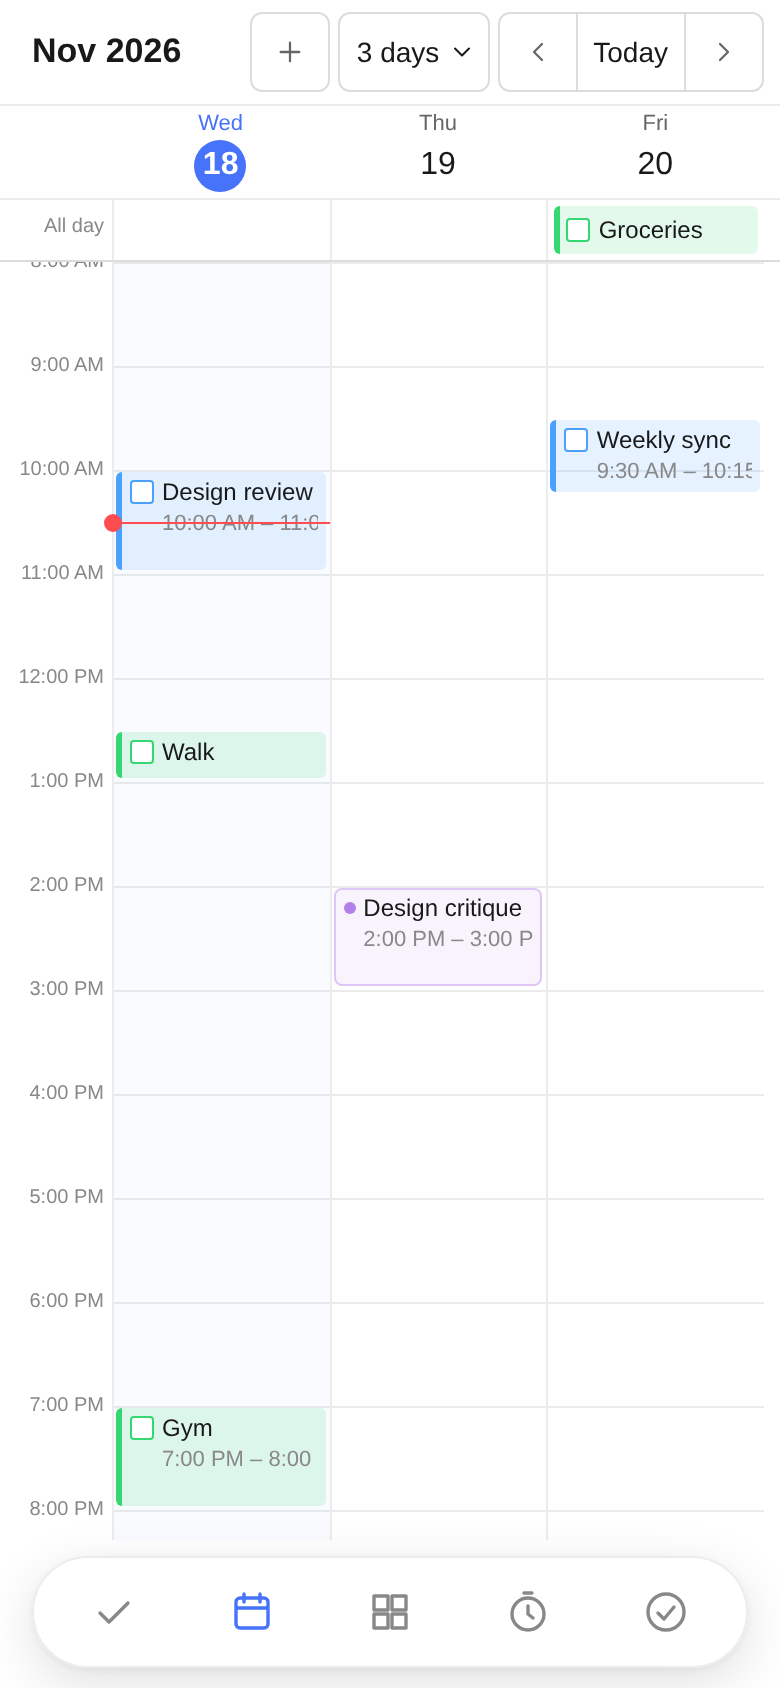 Nov 2026
3 days
Today
Wed
18
Thu
19
Fri
20
All day
Groceries
8:00 AM
9:00 AM
Weekly sync
9:30 AM – 10:15
10:00 AM
Design review
10:00 AM – 11:0
11:00 AM
12:00 PM
Walk
1:00 PM
2:00 PM
Design critique
2:00 PM – 3:00 P
3:00 PM
4:00 PM
5:00 PM
6:00 PM
7:00 PM
Gym
7:00 PM – 8:00
8:00 PM